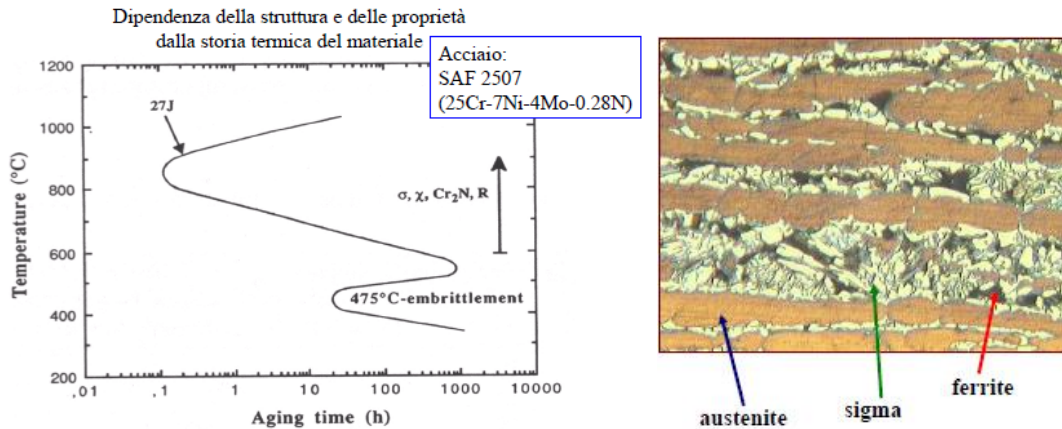 Dipendenza della struttura e delle proprietà
dalla storia termica del materiale
Acciaio:
SAF 2507
(25Cr-7Ni-4Mo-0.28N)
1200
1000
800
600
400
200
Temperature (°C)
27J
σ, χ, Cr₂N, R
475°C-embrittlement
,01 ,1 1 10 100 1000 10000
Aging time (h)
austenite
sigma
ferrite